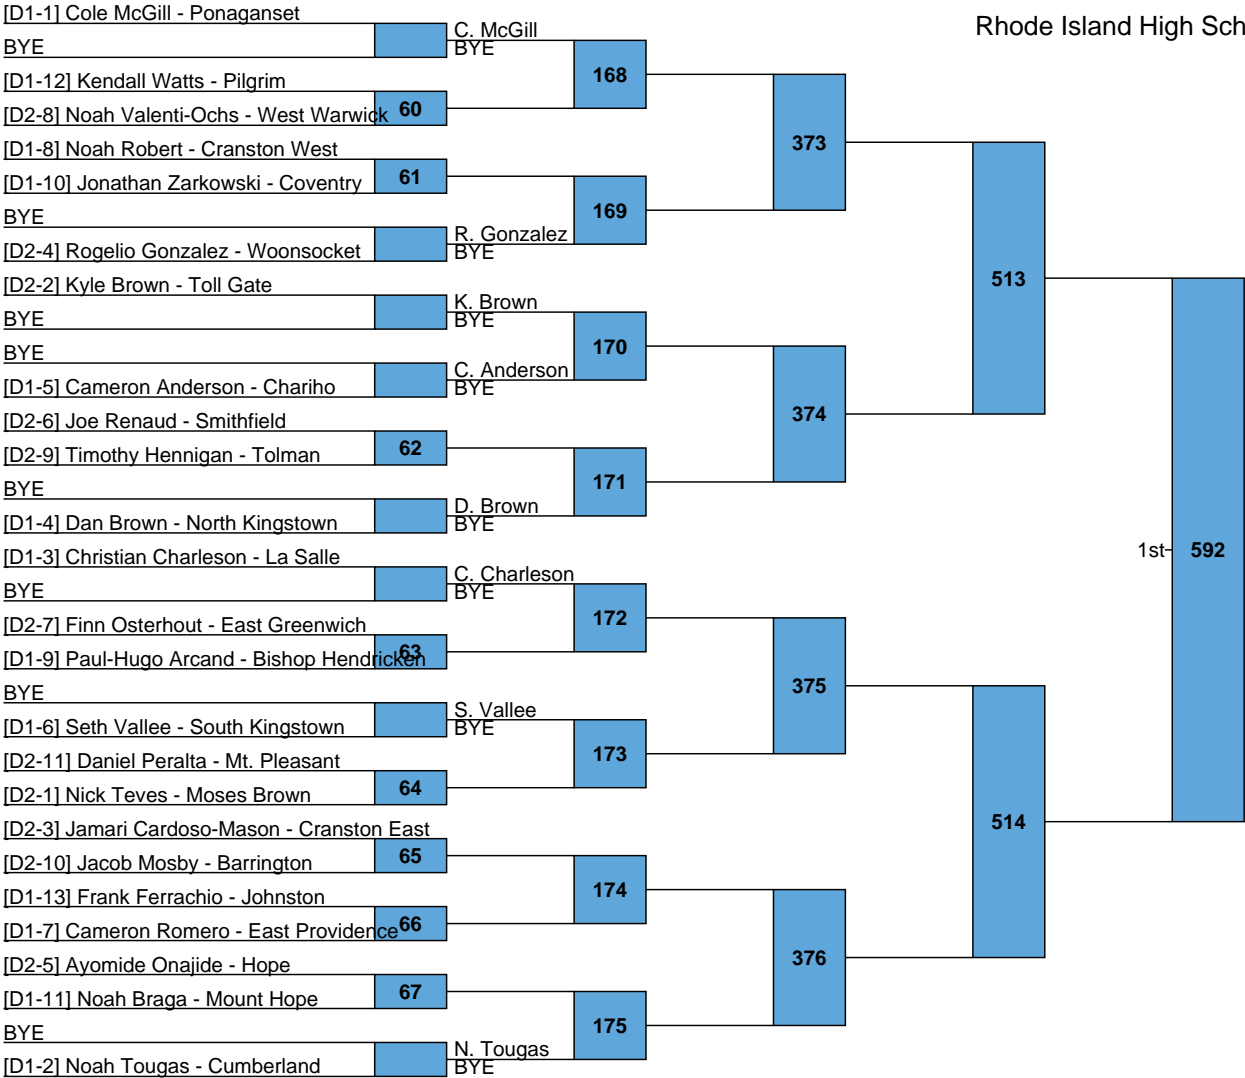 [D1-1] Cole McGill - Ponaganset
Rhode Island High Sch
C. McGill
BYE
BYE
168
[D1-12] Kendall Watts - Pilgrim
[D2-8] Noah Valenti-Ochs - West Warwick
60
373
[D1-8] Noah Robert - Cranston West
[D1-10] Jonathan Zarkowski - Coventry
61
169
BYE
R. Gonzalez
[D2-4] Rogelio Gonzalez - Woonsocket
BYE
513
[D2-2] Kyle Brown - Toll Gate
K. Brown
BYE
BYE
170
BYE
C. Anderson
[D1-5] Cameron Anderson - Chariho
BYE
374
[D2-6] Joe Renaud - Smithfield
[D2-9] Timothy Hennigan - Tolman
62
171
BYE
D. Brown
[D1-4] Dan Brown - North Kingstown
BYE
1st
592
[D1-3] Christian Charleson - La Salle
C. Charleson
BYE
BYE
172
[D2-7] Finn Osterhout - East Greenwich
[D1-9] Paul-Hugo Arcand - Bishop Hendricken
63
375
BYE
S. Vallee
[D1-6] Seth Vallee - South Kingstown
BYE
173
[D2-11] Daniel Peralta - Mt. Pleasant
[D2-1] Nick Teves - Moses Brown
64
514
[D2-3] Jamari Cardoso-Mason - Cranston East
[D2-10] Jacob Mosby - Barrington
65
174
[D1-13] Frank Ferrachio - Johnston
[D1-7] Cameron Romero - East Providence
66
376
[D2-5] Ayomide Onajide - Hope
[D1-11] Noah Braga - Mount Hope
67
175
BYE
N. Tougas
[D1-2] Noah Tougas - Cumberland
BYE